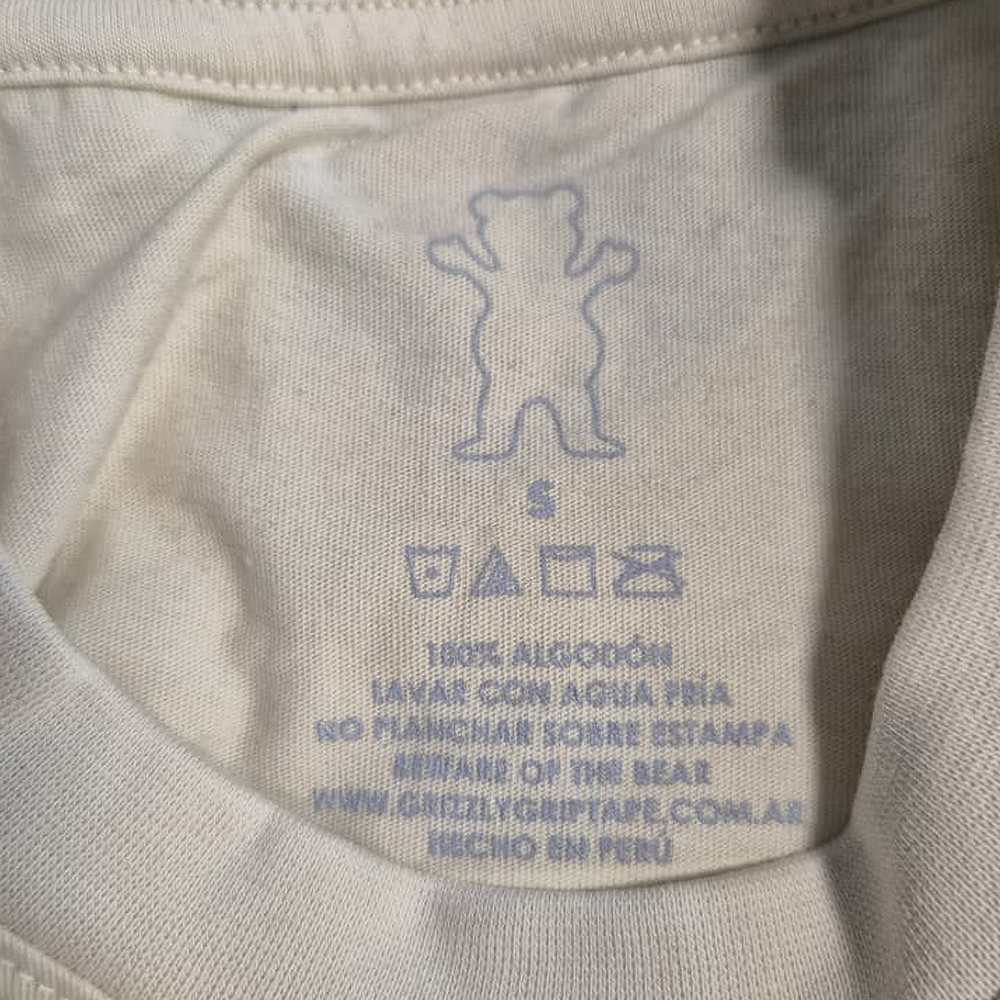 S
100% ALGODÓN
LAVAR CON AGUA FRÍA
NO PLANCHAR SOBRE ESTAMPA
BEWARE OF THE BEAR
WWW.GRIZZLYGRIPTAPE.COM.AR
HECHO EN PERÚ